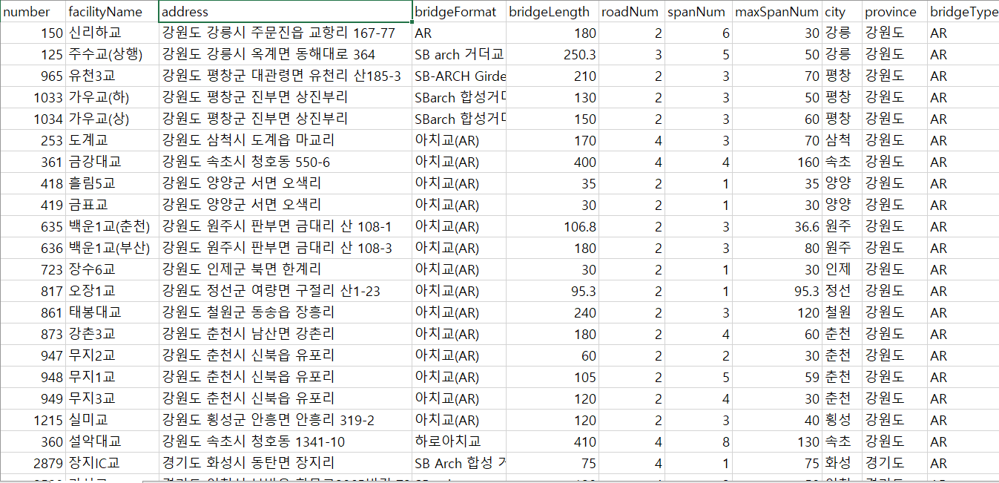 number facilityName address bridgeFormat bridgeLength roadNum spanNum maxSpanNum city province bridgeType
150 신리하교 강원도 강릉시 주문진읍 교항리 167-77 AR 180 2 6 30 강릉 강원도 AR
125 주수교(상행) 강원도 강릉시 옥계면 동해대로 364 SB arch 거더교 250.3 3 5 50 강릉 강원도 AR
965 유천3교 강원도 평창군 대관령면 유천리 산185-3 SB-ARCH Girde 210 2 3 70 평창 강원도 AR
1033 가우교(하) 강원도 평창군 진부면 상진부리 SBarch 합성거더 130 2 3 50 평창 강원도 AR
1034 가우교(상) 강원도 평창군 진부면 상진부리 SBarch 합성거더 150 2 3 60 평창 강원도 AR
253 도계교 강원도 삼척시 도계읍 마교리 아치교(AR) 170 4 3 70 삼척 강원도 AR
361 금강대교 강원도 속초시 청호동 550-6 아치교(AR) 400 4 4 160 속초 강원도 AR
418 흘림5교 강원도 양양군 서면 오색리 아치교(AR) 35 2 1 35 양양 강원도 AR
419 금표교 강원도 양양군 서면 오색리 아치교(AR) 30 2 1 30 양양 강원도 AR
635 백운1교(춘천) 강원도 원주시 판부면 금대리 산 108-1 아치교(AR) 106.8 2 3 36.6 원주 강원도 AR
636 백운1교(부산) 강원도 원주시 판부면 금대리 산 108-3 아치교(AR) 180 2 3 80 원주 강원도 AR
723 장수6교 강원도 인제군 북면 한계리 아치교(AR) 30 2 1 30 인제 강원도 AR
817 오장1교 강원도 정선군 여량면 구절리 산1-23 아치교(AR) 95.3 2 1 95.3 정선 강원도 AR
861 태봉대교 강원도 철원군 동송읍 장흥리 아치교(AR) 240 2 3 120 철원 강원도 AR
873 강촌3교 강원도 춘천시 남산면 강촌리 아치교(AR) 180 2 4 60 춘천 강원도 AR
947 무지2교 강원도 춘천시 신북읍 유포리 아치교(AR) 60 2 2 30 춘천 강원도 AR
948 무지1교 강원도 춘천시 신북읍 유포리 아치교(AR) 105 2 5 59 춘천 강원도 AR
949 무지3교 강원도 춘천시 신북읍 유포리 아치교(AR) 120 2 4 30 춘천 강원도 AR
1215 실미교 강원도 횡성군 안흥면 안흥리 319-2 아치교(AR) 120 2 3 40 횡성 강원도 AR
360 설악대교 강원도 속초시 청호동 1341-10 하로아치교 410 4 8 130 속초 강원도 AR
2879 장지IC교 경기도 화성시 동탄면 장지리 SB Arch 합성 75 4 1 75 화성 경기도 AR